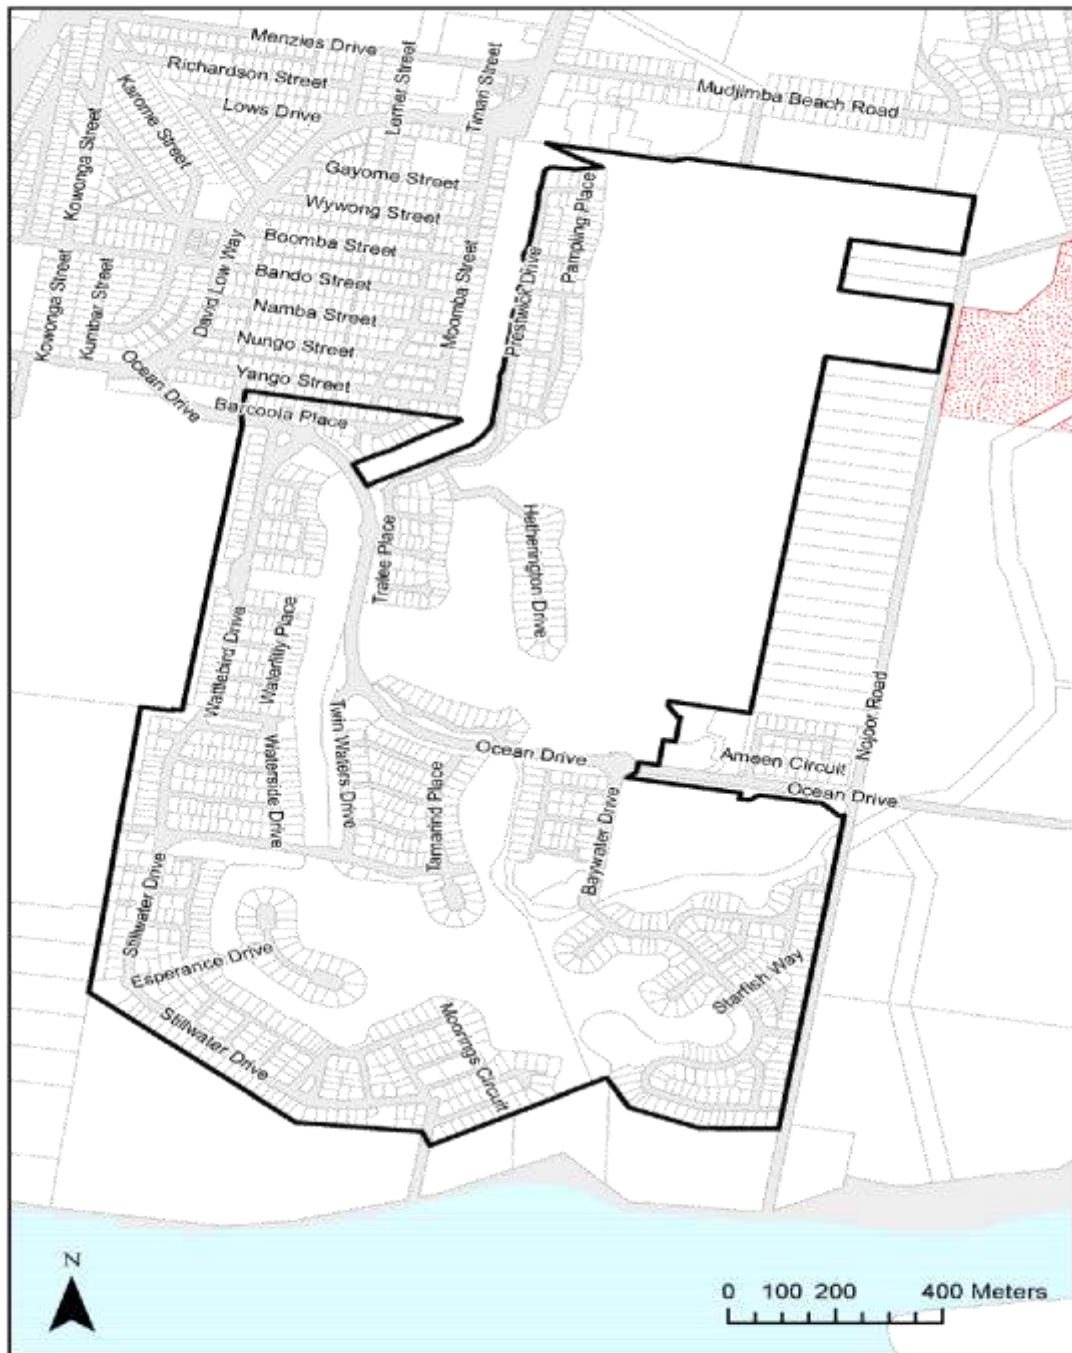 Menzies Drive
Richardson Street
Lows Drive
Lerner Street
Timari Street
Mudjimba Beach Road
Karome Street
Kowonga Street
Gayome Street
Wywong Street
Boomba Street
Bando Street
Namba Street
Nungo Street
Yango Street
Barcoola Place
Pampling Place
Prestwick Drive
Moomba Street
David Low Way
Kowonga Street
Kumbar Street
Ocean Drive
Hetherington Drive
Tralee Place
Wattlebird Drive
Waterlily Place
Twin Waters Drive
Waterside Drive
Nojoor Road
Ocean Drive
Ameen Circuit
Ocean Drive
Tamarind Place
Baywater Drive
Stillwater Drive
Esperance Drive
Starfish Way
Stillwater Drive
Moorings Circuit
N
0 100 200 400 Meters